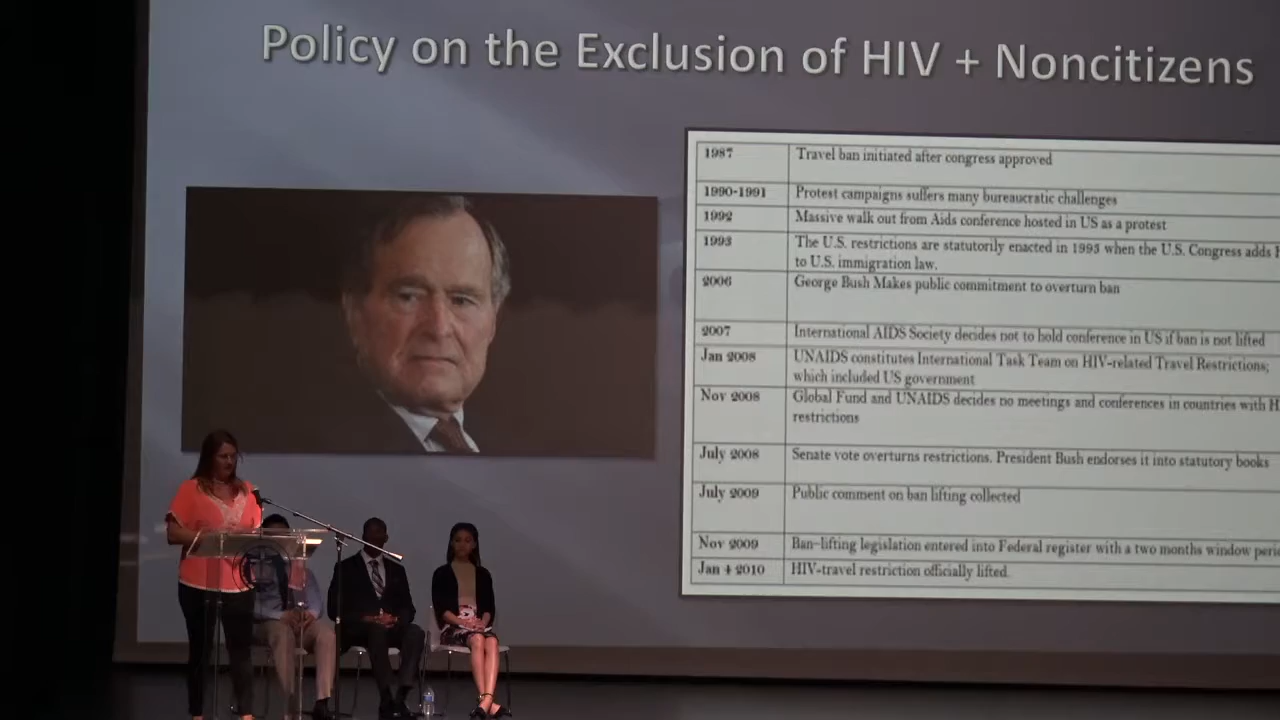 Policy on the Exclusion of HIV + Noncitizens
1987 Travel ban initiated after congress approved
1990-1991 Protest campaigns suffers many bureaucratic challenges
1992 Massive walk out from Aids conference hosted in US as a protest
1993 The U.S. restrictions are statutorily enacted in 1993 when the U.S. Congress adds
to U.S. immigration law.
2006 George Bush Makes public commitment to overturn ban
2007 International AIDS Society decides not to hold conference in US if ban is not lifted
Jan 2008 UNAIDS constitutes International Task Team on HIV-related Travel Restrictions;
which included US government
Nov 2008 Global Fund and UNAIDS decides no meetings and conferences in countries with
restrictions
July 2008 Senate vote overturns restrictions. President Bush endorses it into statutory books
July 2009 Public comment on ban lifting collected
Nov 2009 Ban-lifting legislation entered into Federal register with a two months window
Jan 4 2010 HIV-travel restriction officially lifted.